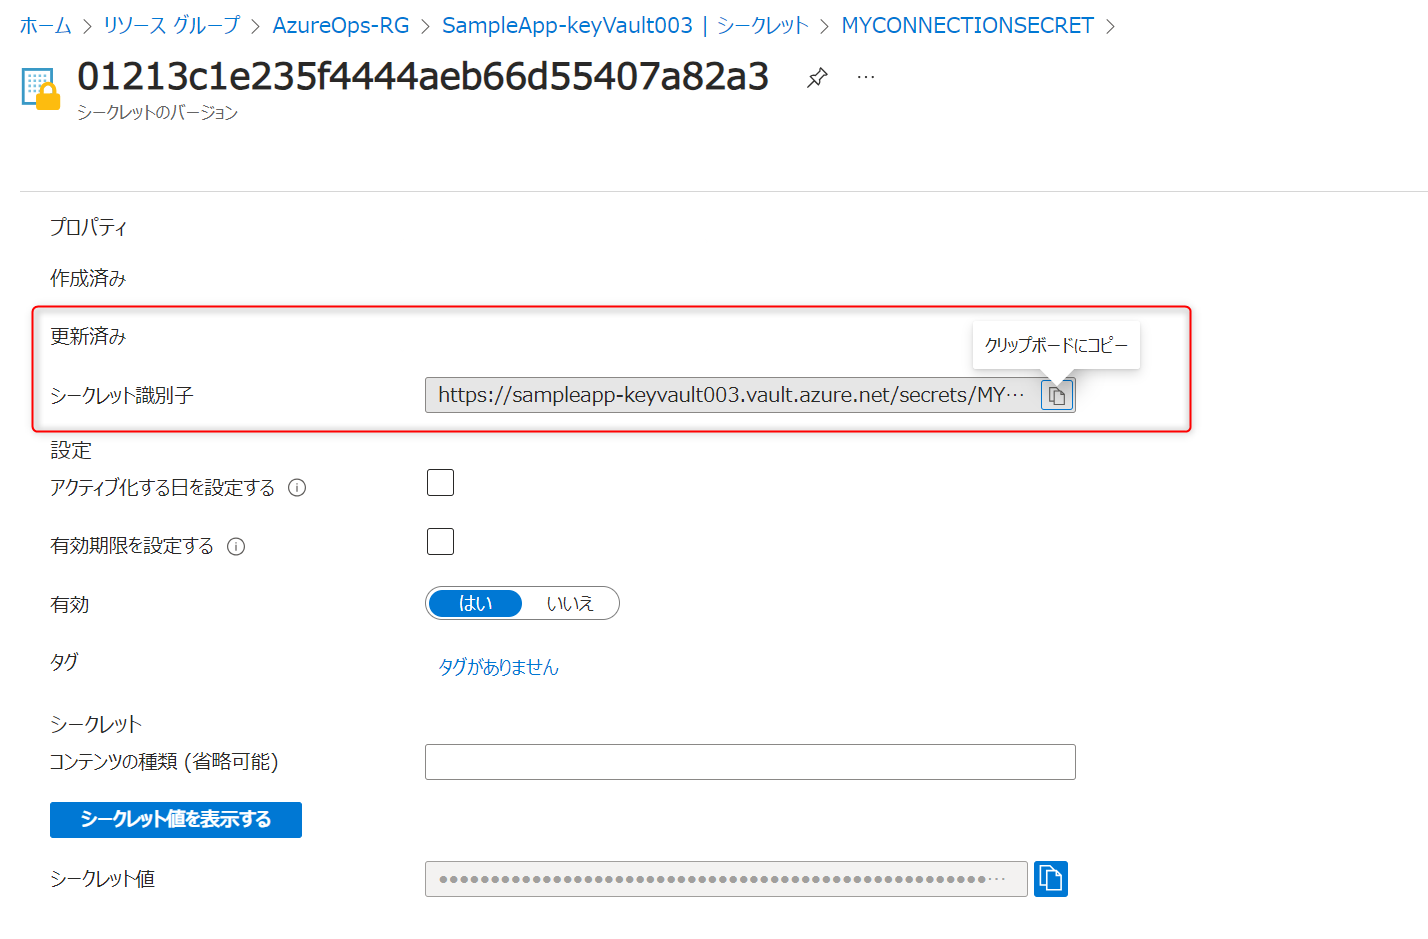 ホーム > リソース グループ > AzureOps-RG > SampleApp-keyVault003 | シークレット > MYCONNECTIONSECRET >
01213c1e235f4444aeb66d55407a82a3 ···
シークレットのバージョン
プロパティ
作成済み
更新済み
クリップボードにコピー
シークレット識別子 https://sampleapp-keyvault003.vault.azure.net/secrets/MY···
設定
アクティブ化する日を設定する
有効期限を設定する
有効 はい いいえ
タグ タグがありません
シークレット
コンテンツの種類 (省略可能)
シークレット値を表示する
シークレット値 ●●●●●●●●●●●●●●●●●●●●●●●●●●●●●●●●●●●●●●●●●●●●●●●●●●●●●···